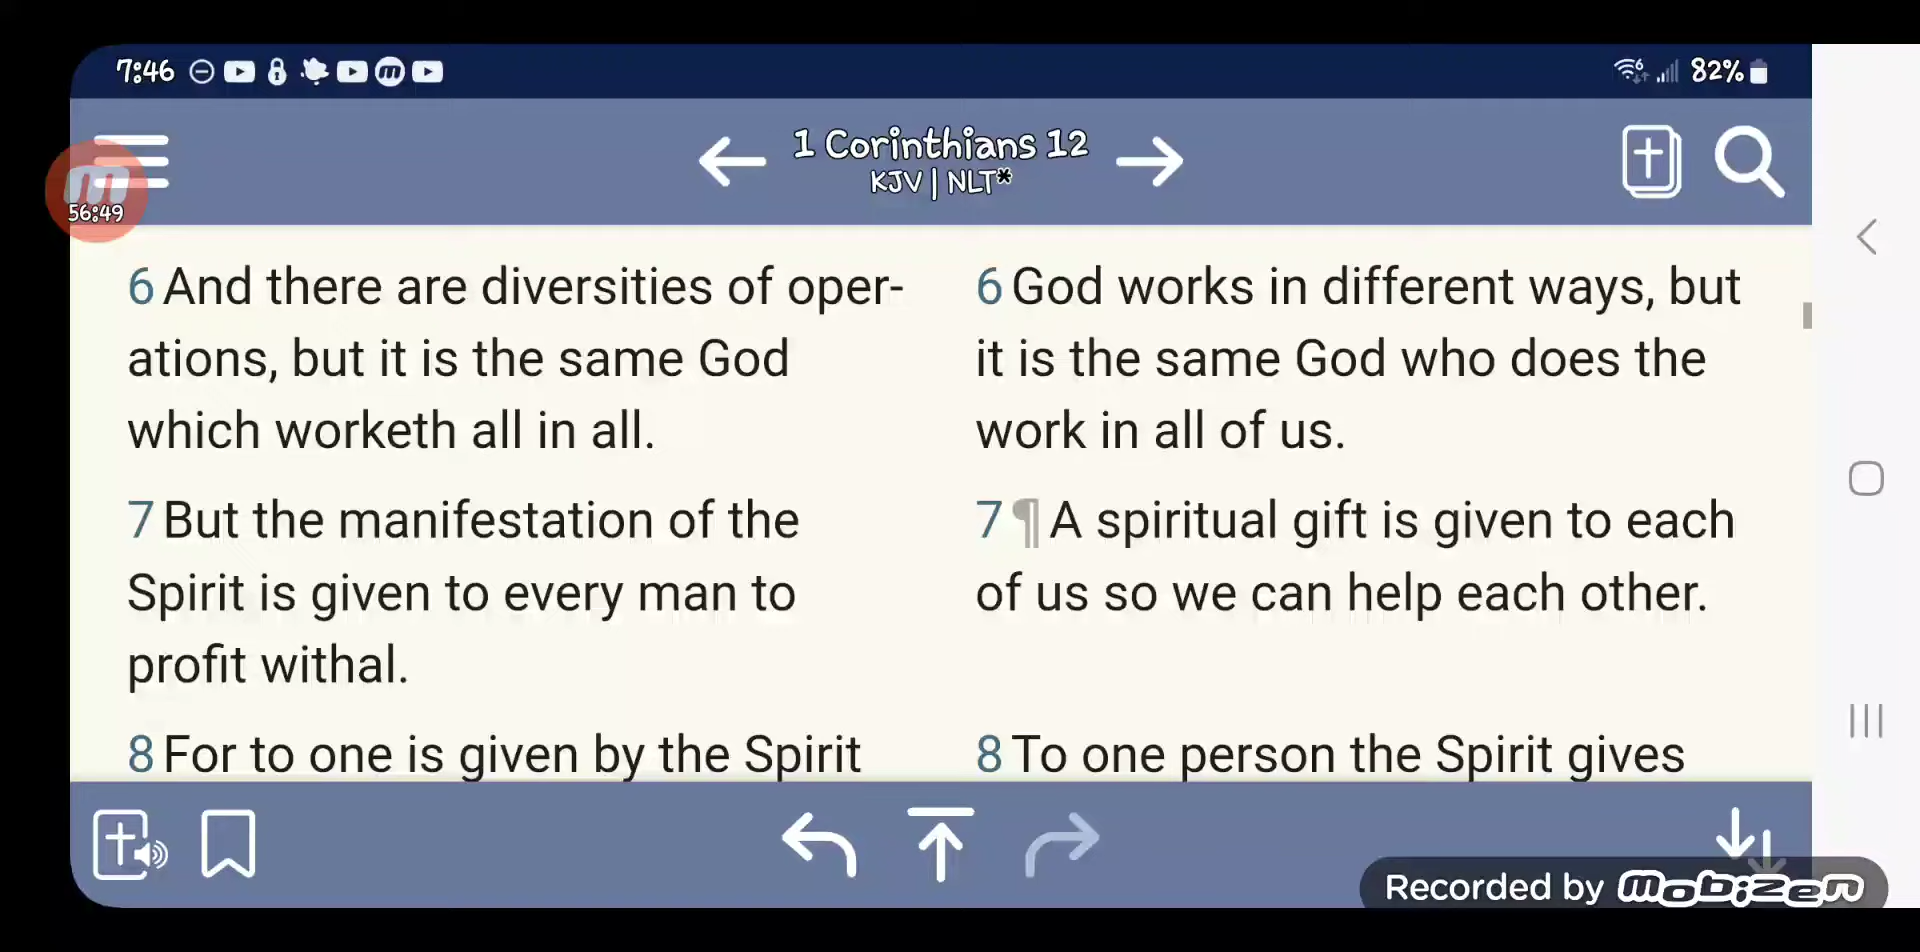 7:46
82%
1 Corinthians 12
KJV | NLT*
56:49
6 And there are diversities of oper-
ations, but it is the same God
which worketh all in all.
7 But the manifestation of the
Spirit is given to every man to
profit withal.
8 For to one is given by the Spirit
6 God works in different ways, but
it is the same God who does the
work in all of us.
7 ¶ A spiritual gift is given to each
of us so we can help each other.
8 To one person the Spirit gives
Recorded by Mobizen